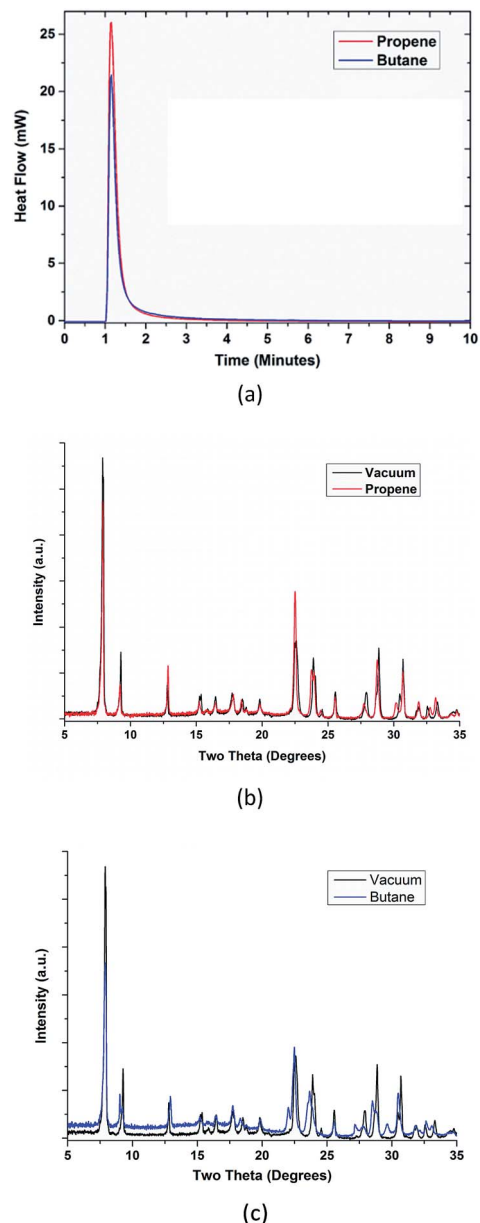 25
20
15
10
5
0
Heat Flow (mW)
Propene
Butane
0 1 2 3 4 5 6 7 8 9 10
Time (Minutes)
(a)
Intensity (a.u.)
Vacuum
Propene
5 10 15 20 25 30 35
Two Theta (Degrees)
(b)
Intensity (a.u.)
Vacuum
Butane
5 10 15 20 25 30 35
Two Theta (Degrees)
(c)